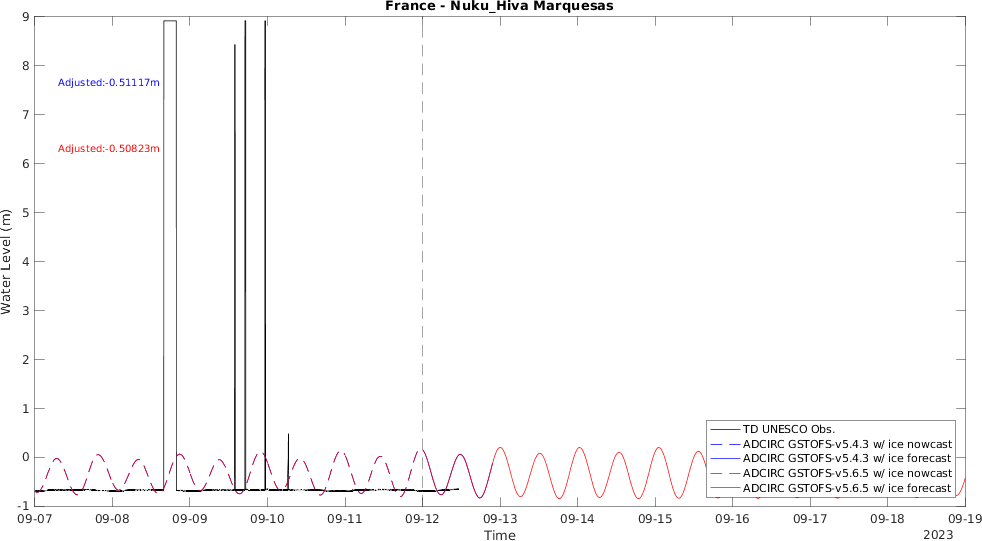 France - Nuku_Hiva Marquesas
9
8
7
6
5
4
3
2
1
0
-1
Water Level (m)
Adjusted:-0.51117m
Adjusted:-0.50823m
TD UNESCO Obs.
ADCIRC GSTOFS-v5.4.3 w/ ice nowcast
ADCIRC GSTOFS-v5.4.3 w/ ice forecast
ADCIRC GSTOFS-v5.6.5 w/ ice nowcast
ADCIRC GSTOFS-v5.6.5 w/ ice forecast
09-07 09-08 09-09 09-10 09-11 09-12 09-13 09-14 09-15 09-16 09-17 09-18 09-19
Time
2023